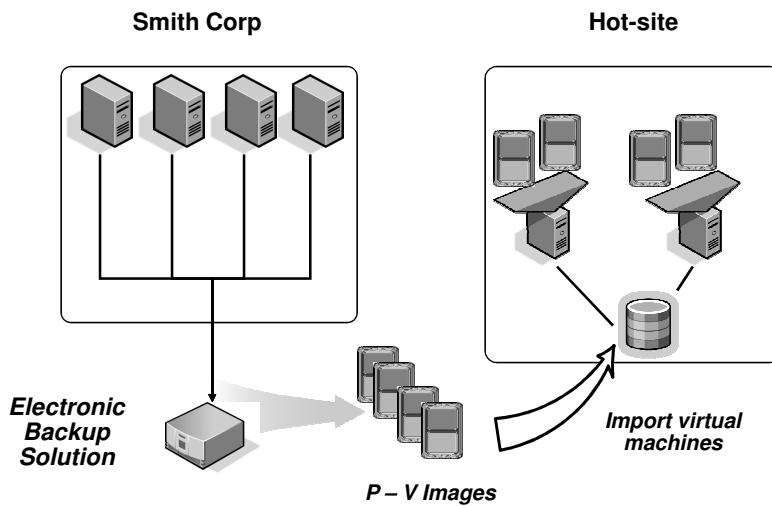 Smith Corp
Hot-site
Electronic
Backup
Solution
P – V Images
Import virtual
machines